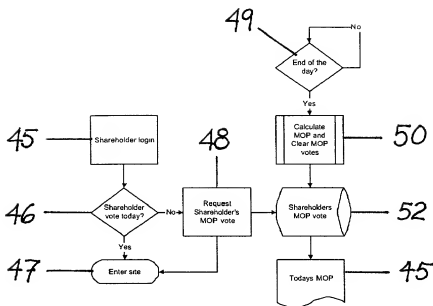 49
No
End of the
day?
Yes
45
Shareholder login
48
Calculate
MOP and
Clear MOP
votes
50
46
Shareholder
vote today?
No
Request
Shareholder's
MOP vote
Shareholders
MOP vote
52
Yes
47
Enter site
Todays MOP
45